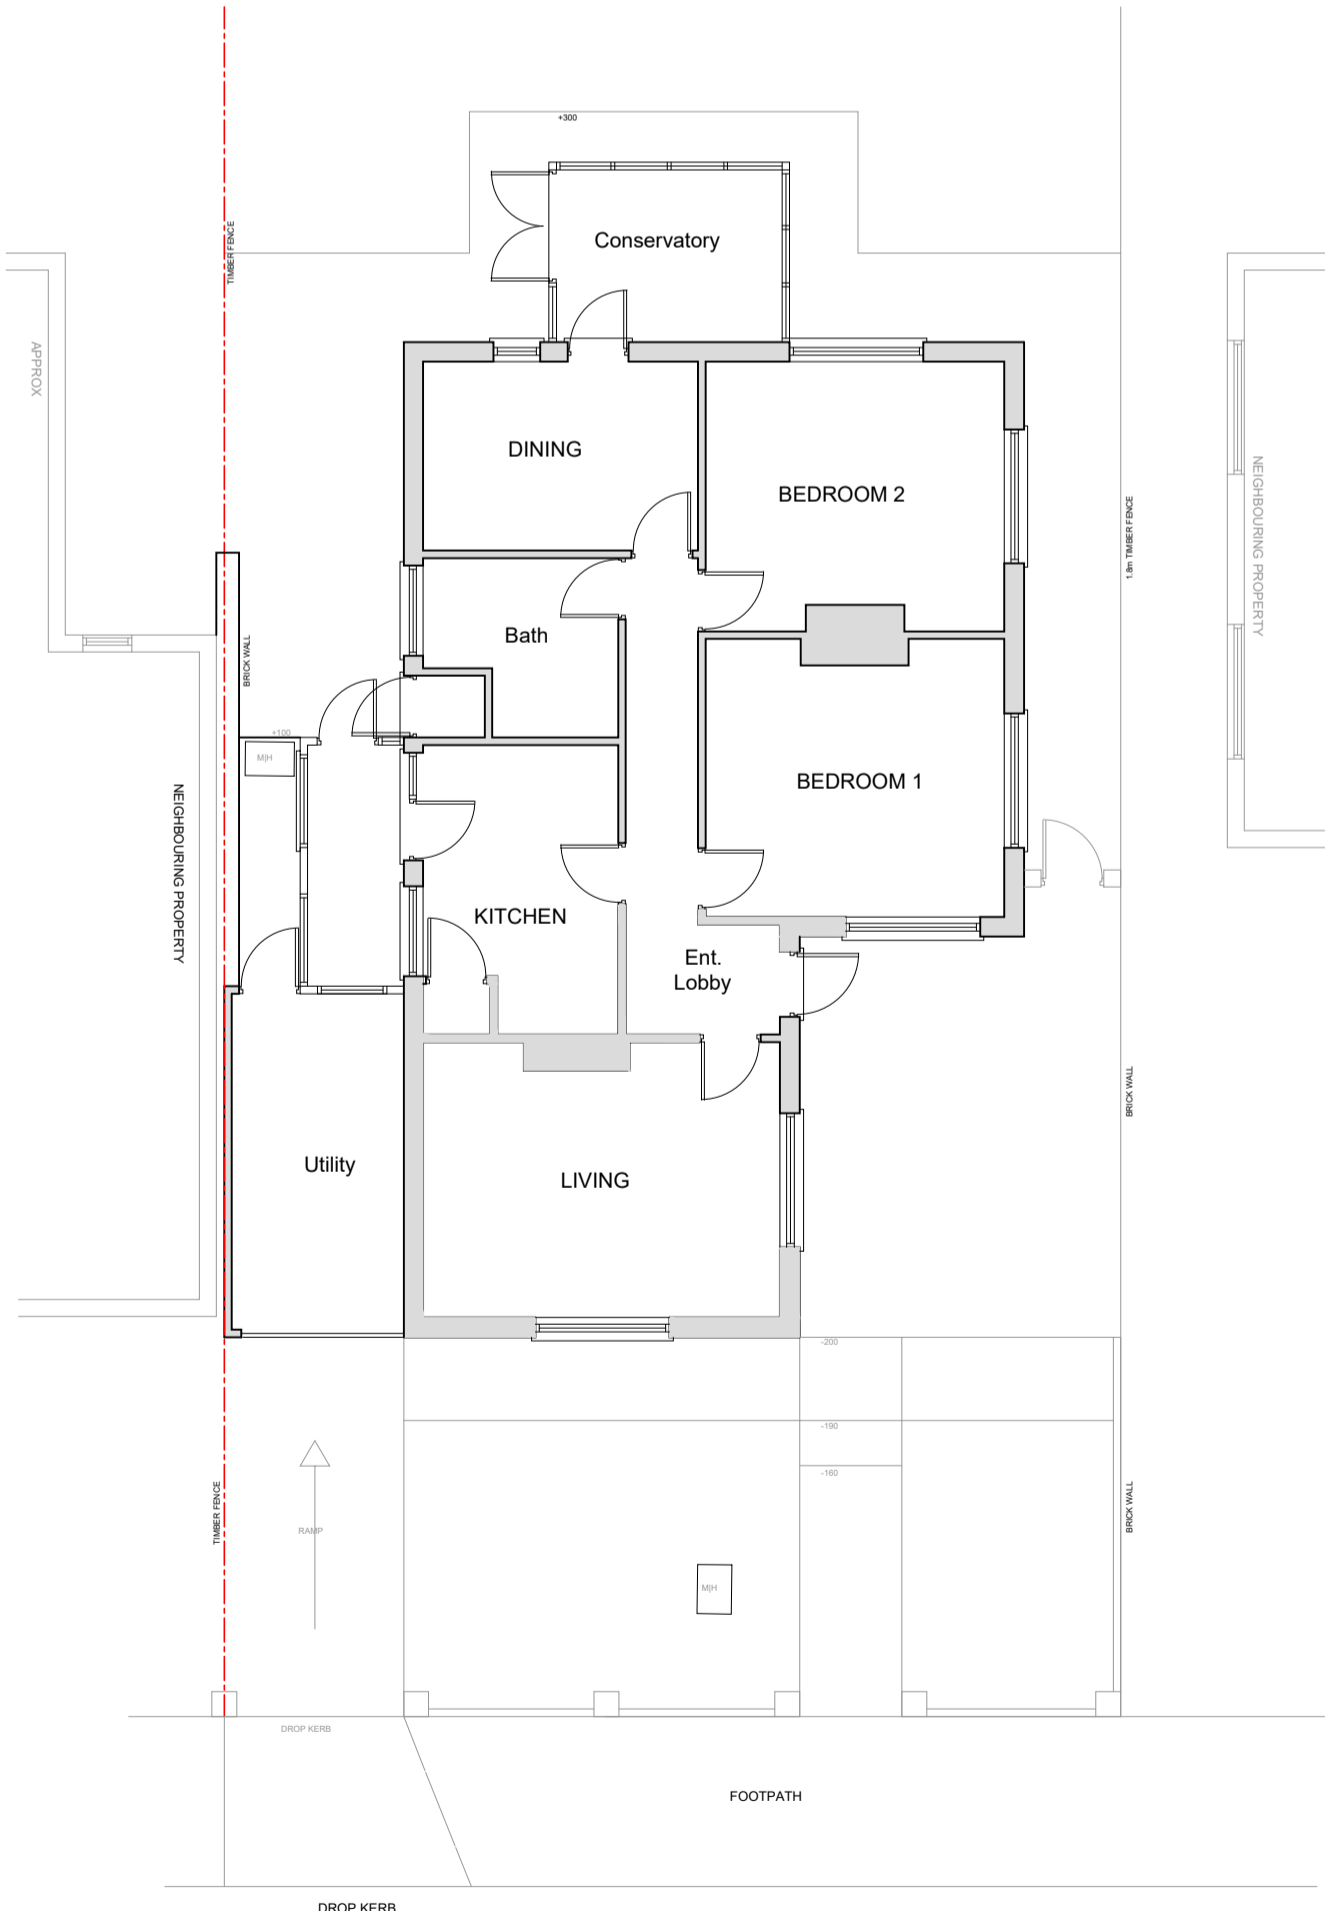 +300
Conservatory
TIMBER FENCE
APPROX
DINING
BEDROOM 2
NEIGHBOURING PROPERTY
1.8m TIMBER FENCE
Bath
BRICK WALL
+100
M|H
BEDROOM 1
NEIGHBOURING PROPERTY
KITCHEN
Ent.
Lobby
BRICK WALL
Utility
LIVING
-200
-190
-160
TIMBER FENCE
RAMP
BRICK WALL
M|H
DROP KERB
FOOTPATH
DROP KERB